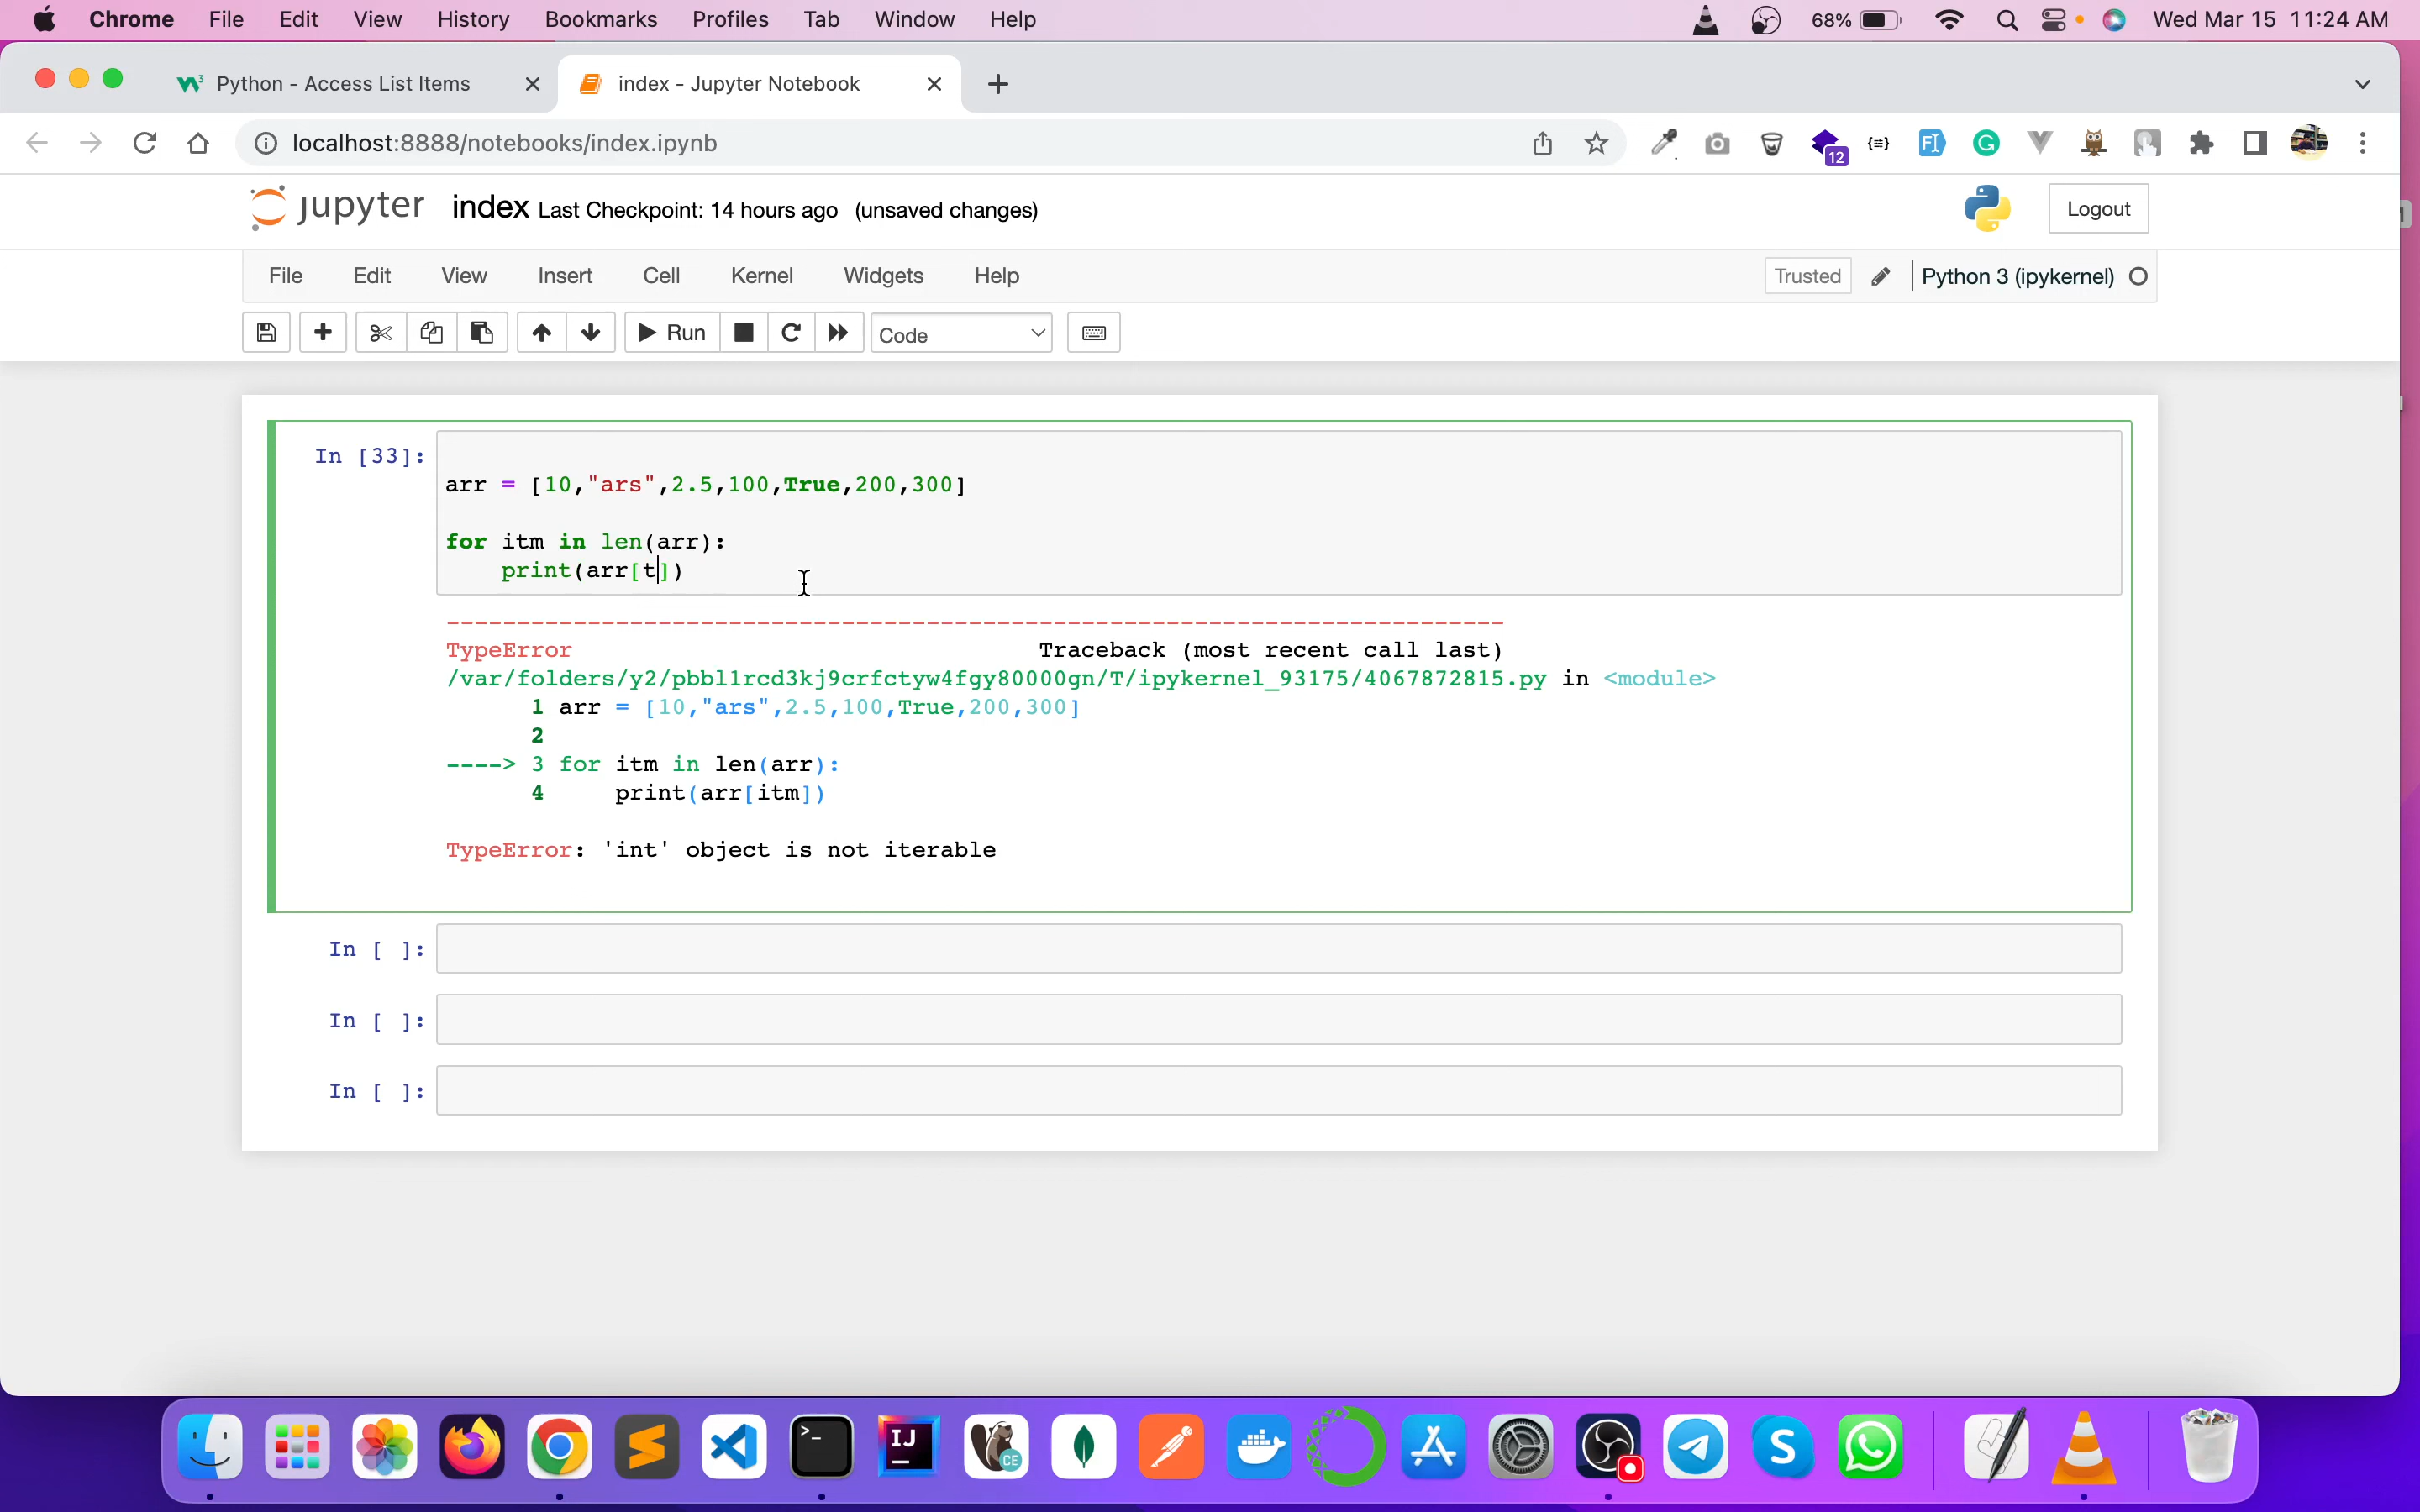 Chrome File Edit View History Bookmarks Profiles Tab Window Help 68% Wed Mar 15 11:24 AM
Python - Access List Items index - Jupyter Notebook
localhost:8888/notebooks/index.ipynb 12
jupyter index Last Checkpoint: 14 hours ago (unsaved changes) Logout
File Edit View Insert Cell Kernel Widgets Help Trusted Python 3 (ipykernel)
Run Code
In [33]:
arr = [10,"ars",2.5,100,True,200,300]
for itm in len(arr):
    print(arr[t])
---------------------------------------------------------------------------
TypeError Traceback (most recent call last)
/var/folders/y2/pbbl1rcd3kj9crfctyw4fgy80000gn/T/ipykernel_93175/4067872815.py in <module>
1 arr = [10,"ars",2.5,100,True,200,300]
2
----> 3 for itm in len(arr):
4     print(arr[itm])
TypeError: 'int' object is not iterable
In [ ]:
In [ ]:
In [ ]: